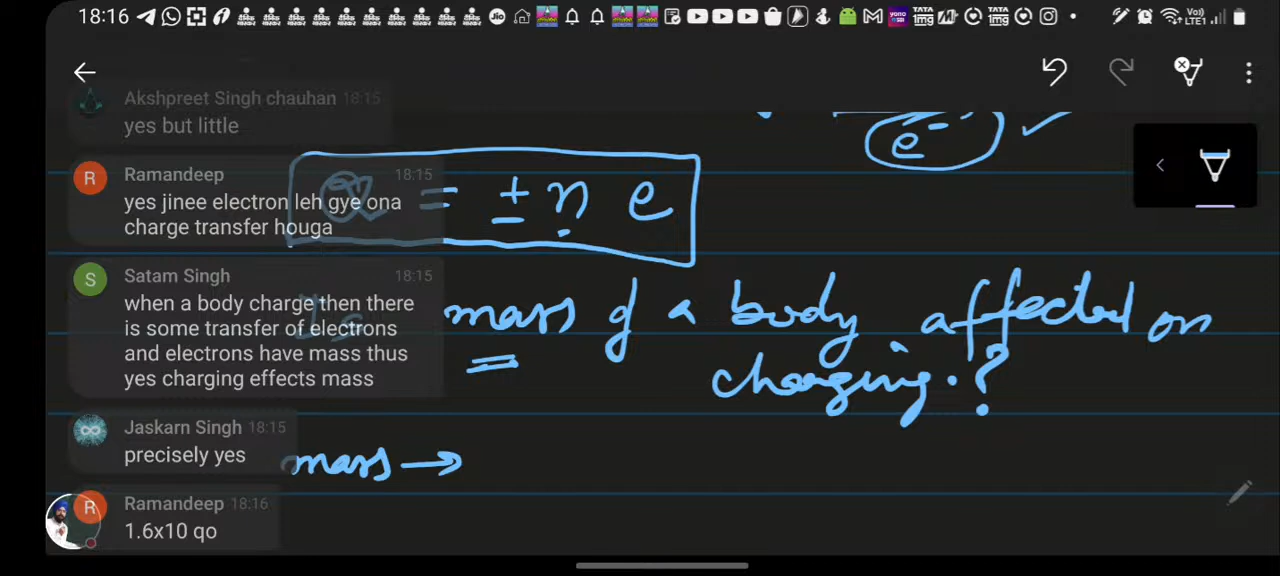 18:16
Akshpreet Singh chauhan 18:15
yes but little
e⁻
Ramandeep 18:15
yes jinee electron leh gye ona
charge transfer houga
Q = ± n e
Satam Singh 18:15
when a body charge then there
is some transfer of electrons
and electrons have mass thus
yes charging effects mass
Is mass of a body affected on
charging.?
Jaskarn Singh 18:15
precisely yes
mass →
Ramandeep 18:16
1.6x10 qo